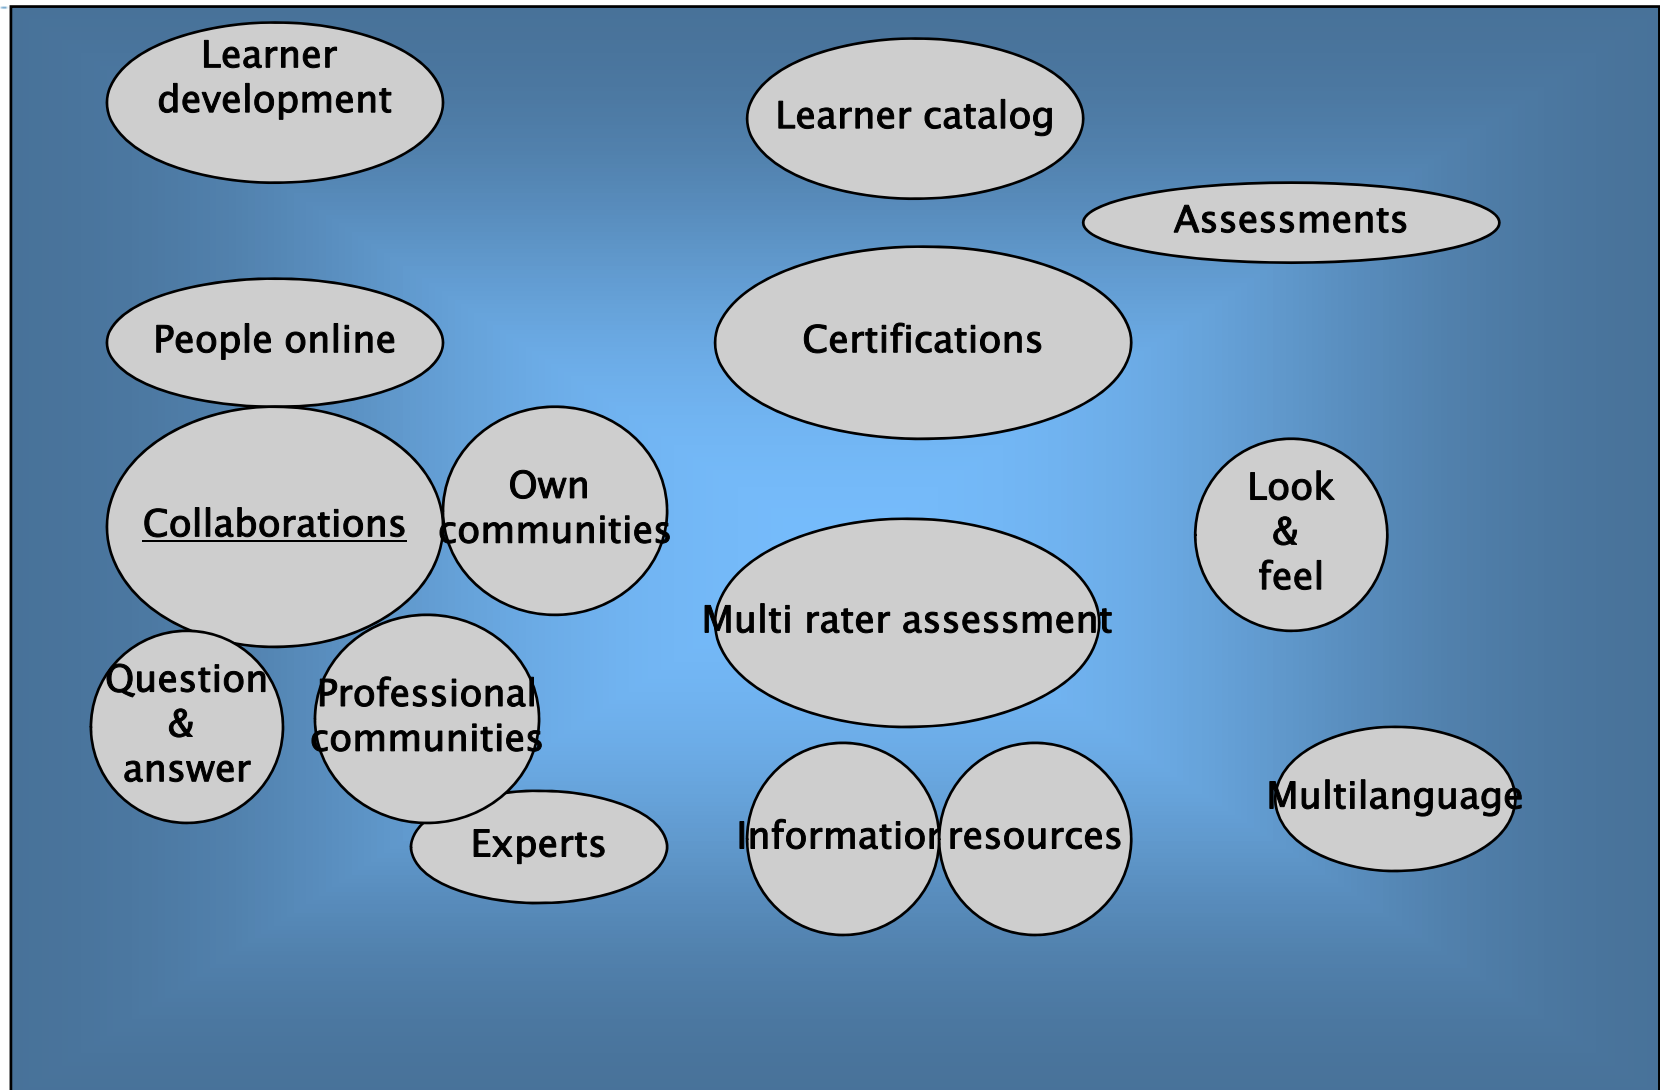 Learner
development
Learner catalog
Assessments
People online
Certifications
Collaborations
Own
communities
Look
&
feel
Multi rater assessment
Question
&
answer
Professional
communities
Experts
Information
resources
Multilanguage